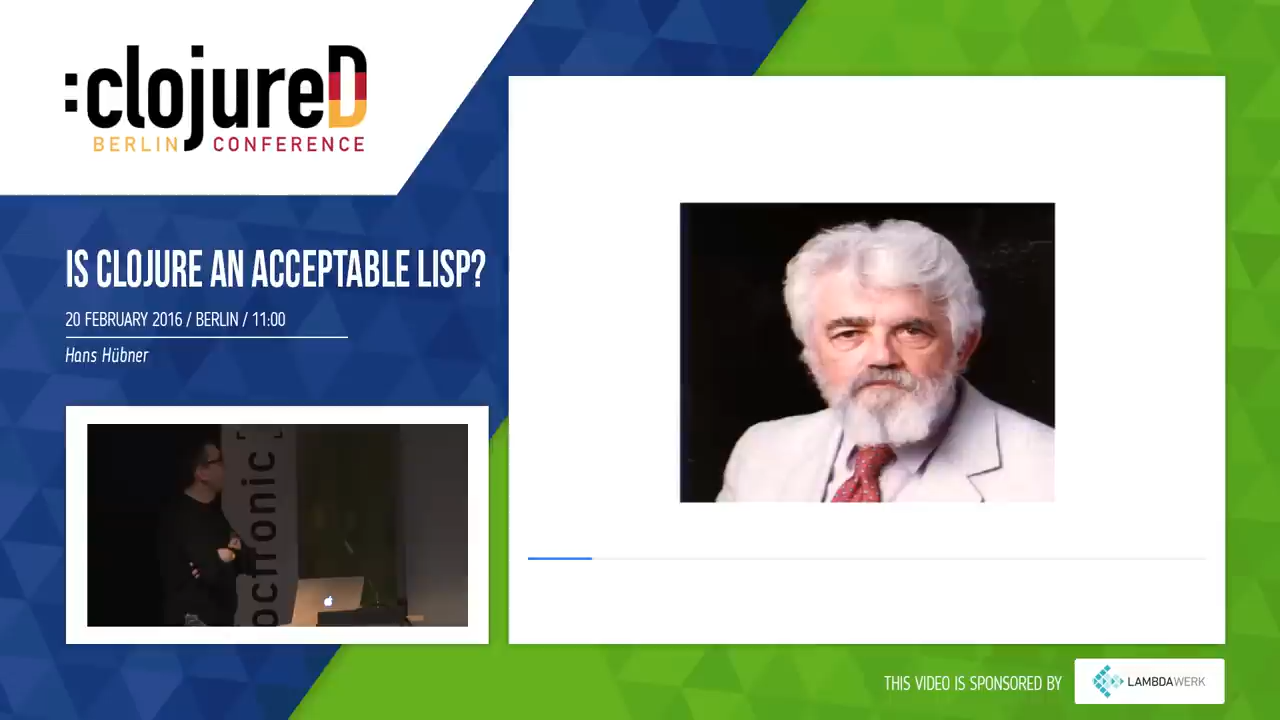 :clojureD
BERLIN CONFERENCE
IS CLOJURE AN ACCEPTABLE LISP?
20 FEBRUARY 2016 / BERLIN / 11:00
Hans Hübner
octronic
THIS VIDEO IS SPONSORED BY
LAMBDAWERK